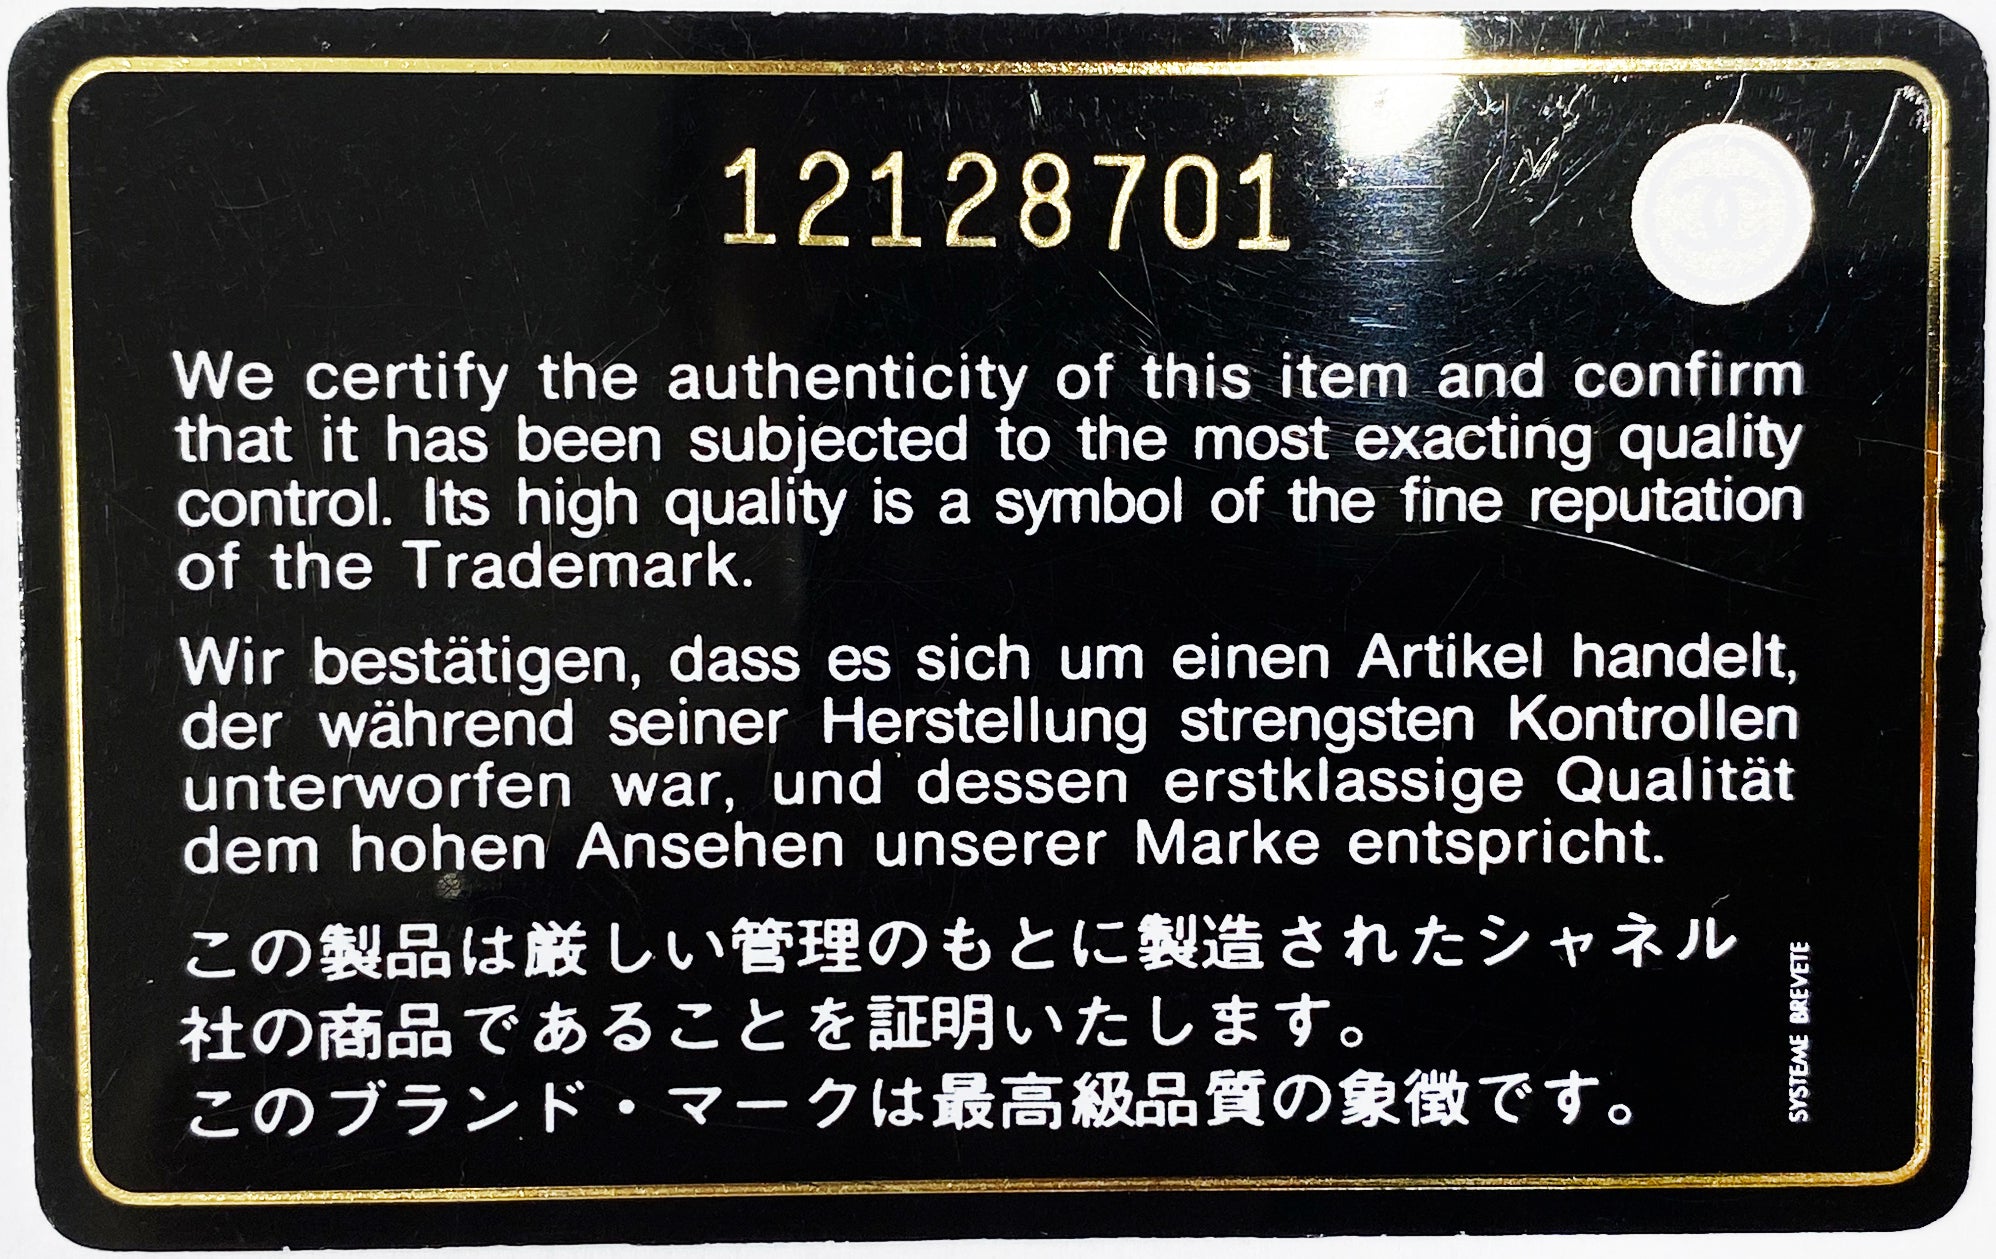 12128701
We certify the authenticity of this item and confirm
that it has been subjected to the most exacting quality
control. Its high quality is a symbol of the fine reputation
of the Trademark.
Wir bestätigen, dass es sich um einen Artikel handelt,
der während seiner Herstellung strengsten Kontrollen
unterworfen war, und dessen erstklassige Qualität
dem hohen Ansehen unserer Marke entspricht.
この製品は厳しい管理のもとに製造されたシャネル
社の商品であることを証明いたします。
このブランド・マークは最高級品質の象徴です。
SYSTEME BREVETE